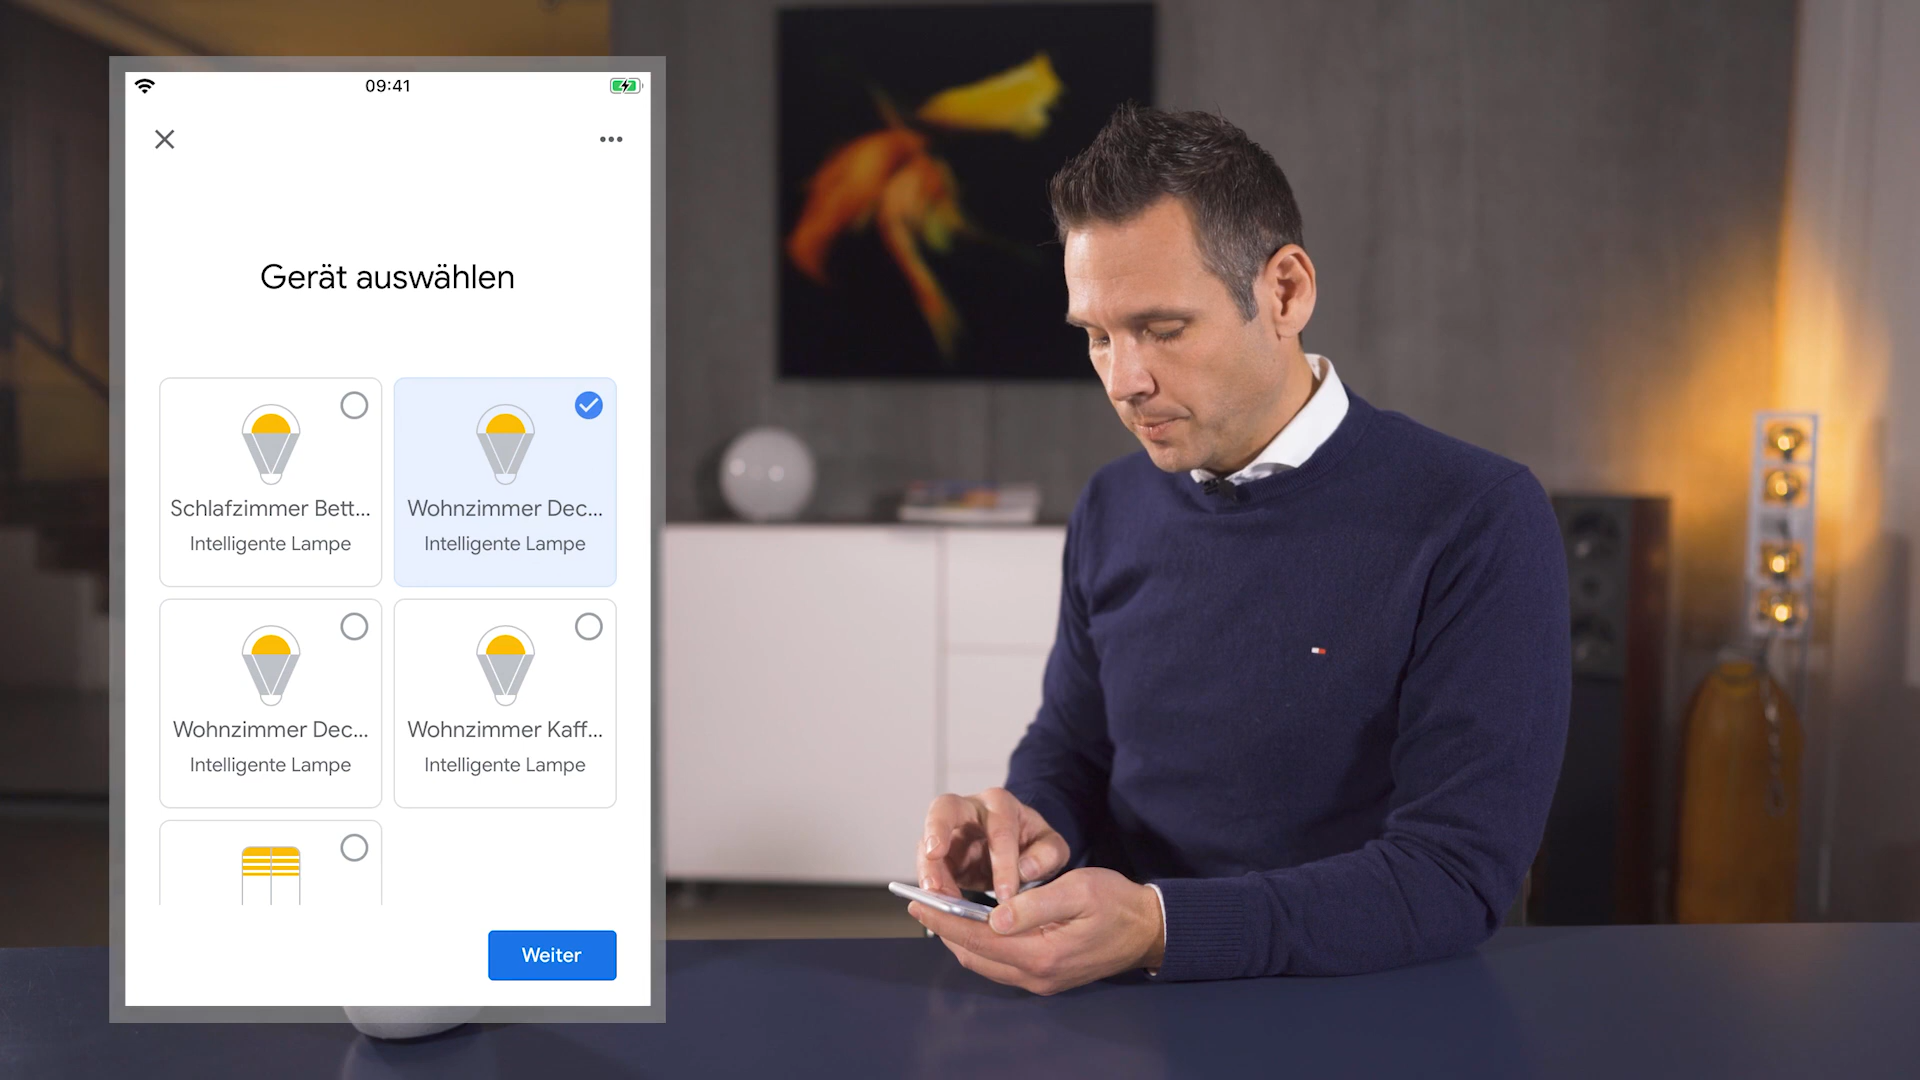 09:41
Gerät auswählen
Schlafzimmer Bett...
Intelligente Lampe
Wohnzimmer Dec...
Intelligente Lampe
Wohnzimmer Dec...
Intelligente Lampe
Wohnzimmer Kaff...
Intelligente Lampe
Weiter